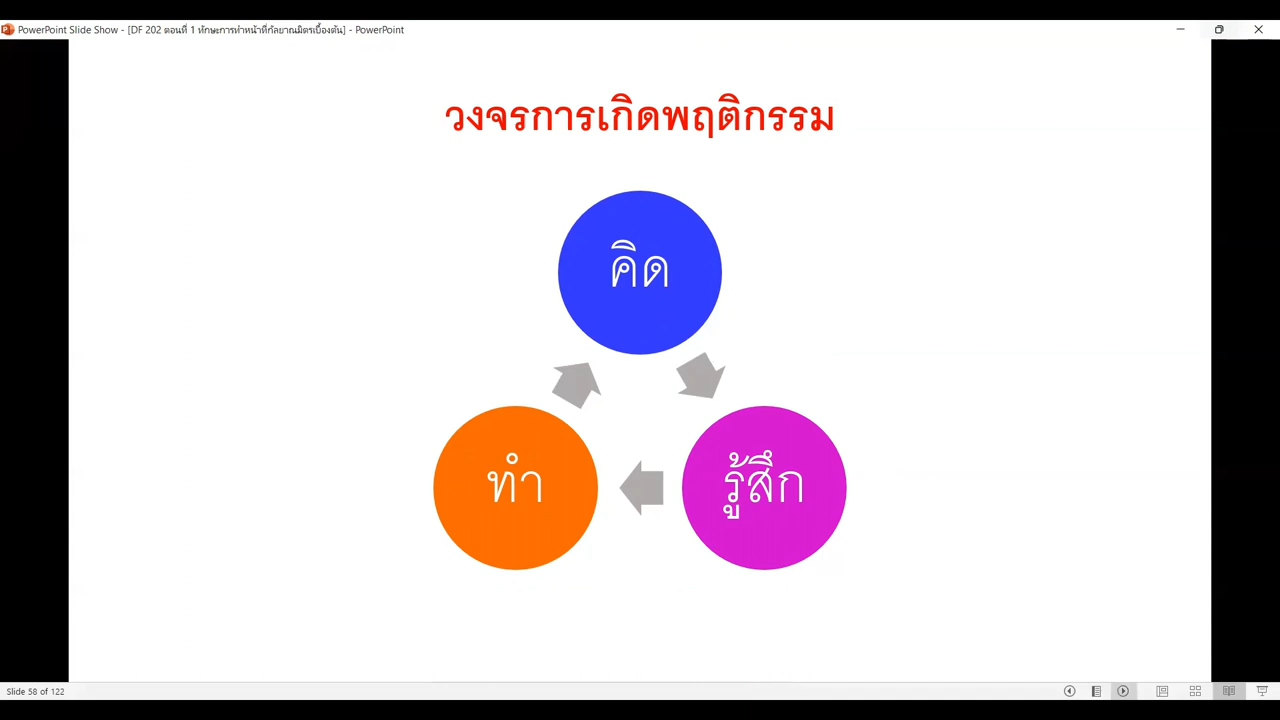 PowerPoint Slide Show - [DF 202 ตอนที่ 1 ทักษะการทำหน้าที่กัลยาณมิตรเบื้องต้น] - PowerPoint
วงจรการเกิดพฤติกรรม
คิด
ทำ
รู้สึก
Slide 58 of 122